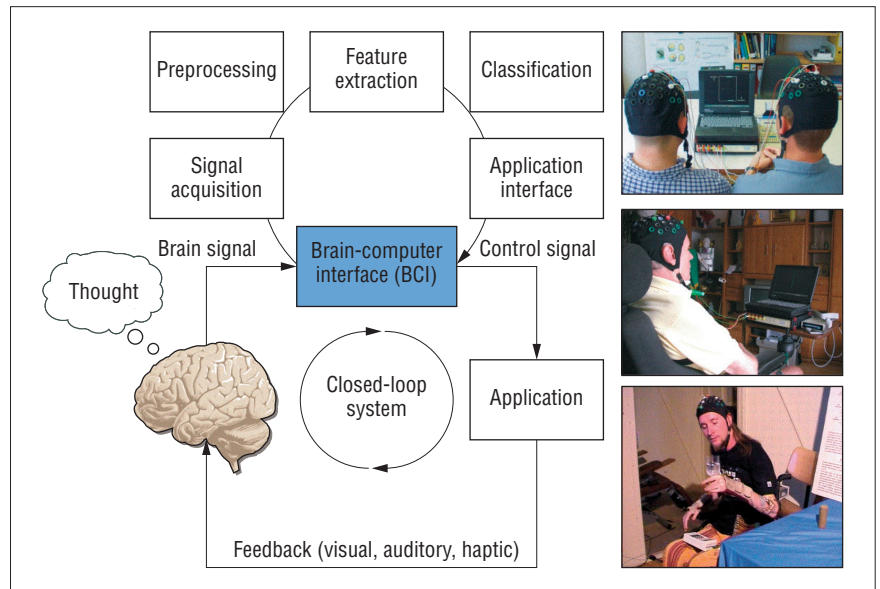 Preprocessing
Feature
extraction
Classification
Signal
acquisition
Application
interface
Brain signal
Brain-computer
interface (BCI)
Control signal
Thought
Closed-loop
system
Application
Feedback (visual, auditory, haptic)